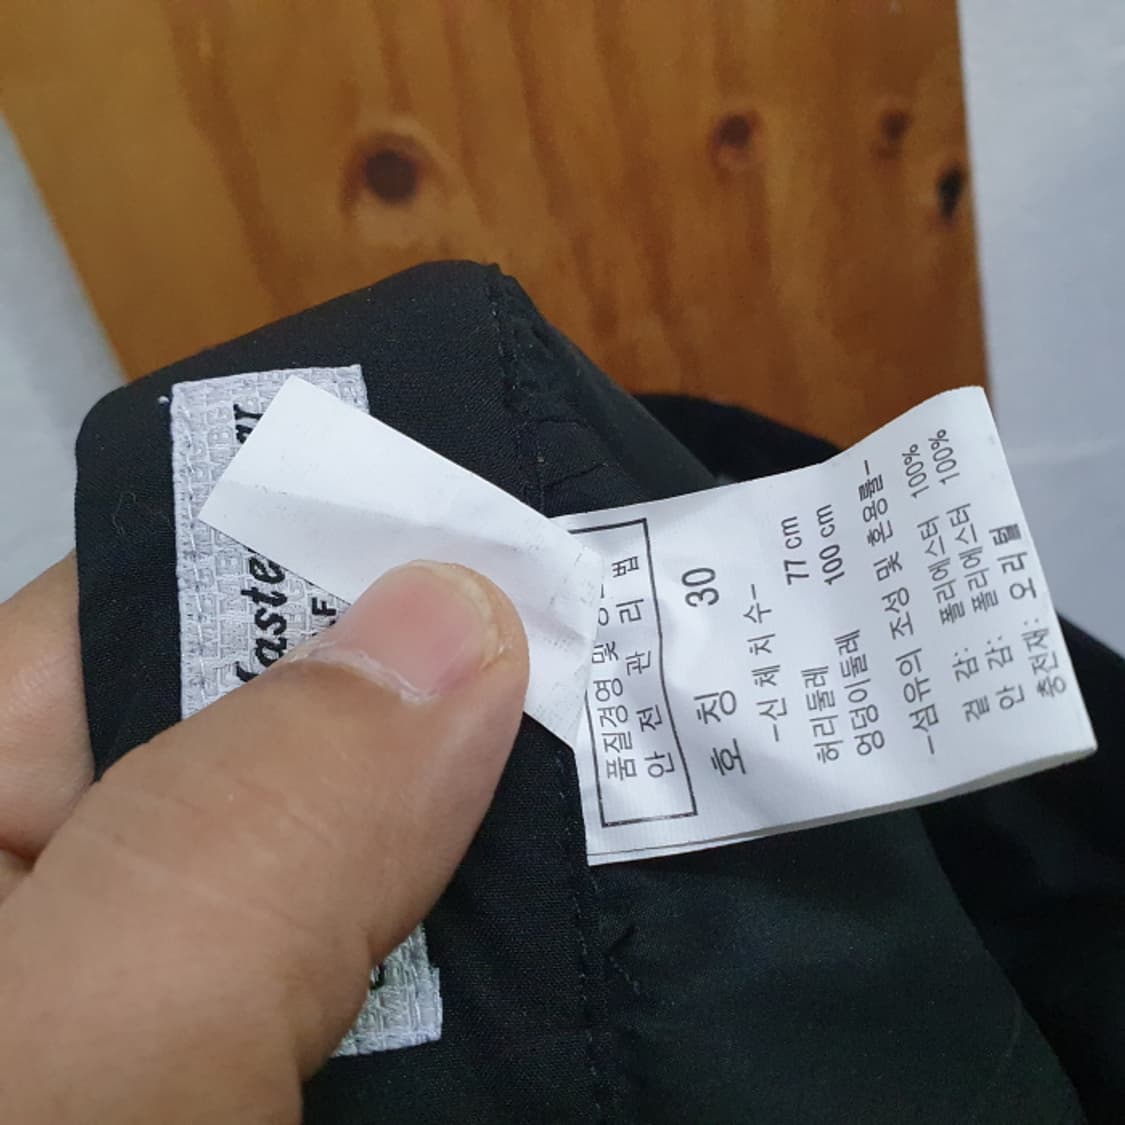 품질경영 및
안 전 관 리 법
호 칭 30
-신 체 치 수-
허리둘레 77 cm
엉덩이둘레 100 cm
-섬유의 조성 및 혼용률-
겉 감: 폴리에스터 100%
안 감: 폴리에스터 100%
충전재: 오리털